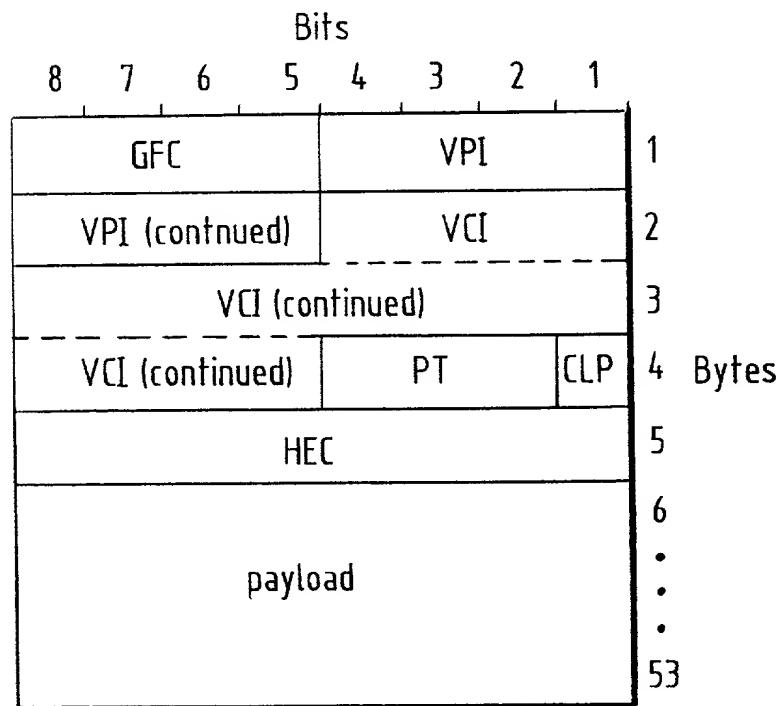 Bits
8 7 6 5 4 3 2 1
GFC VPI 1
VPI (contnued) VCI 2
VCI (continued) 3
VCI (continued) PT CLP 4 Bytes
HEC 5
6
payload
53